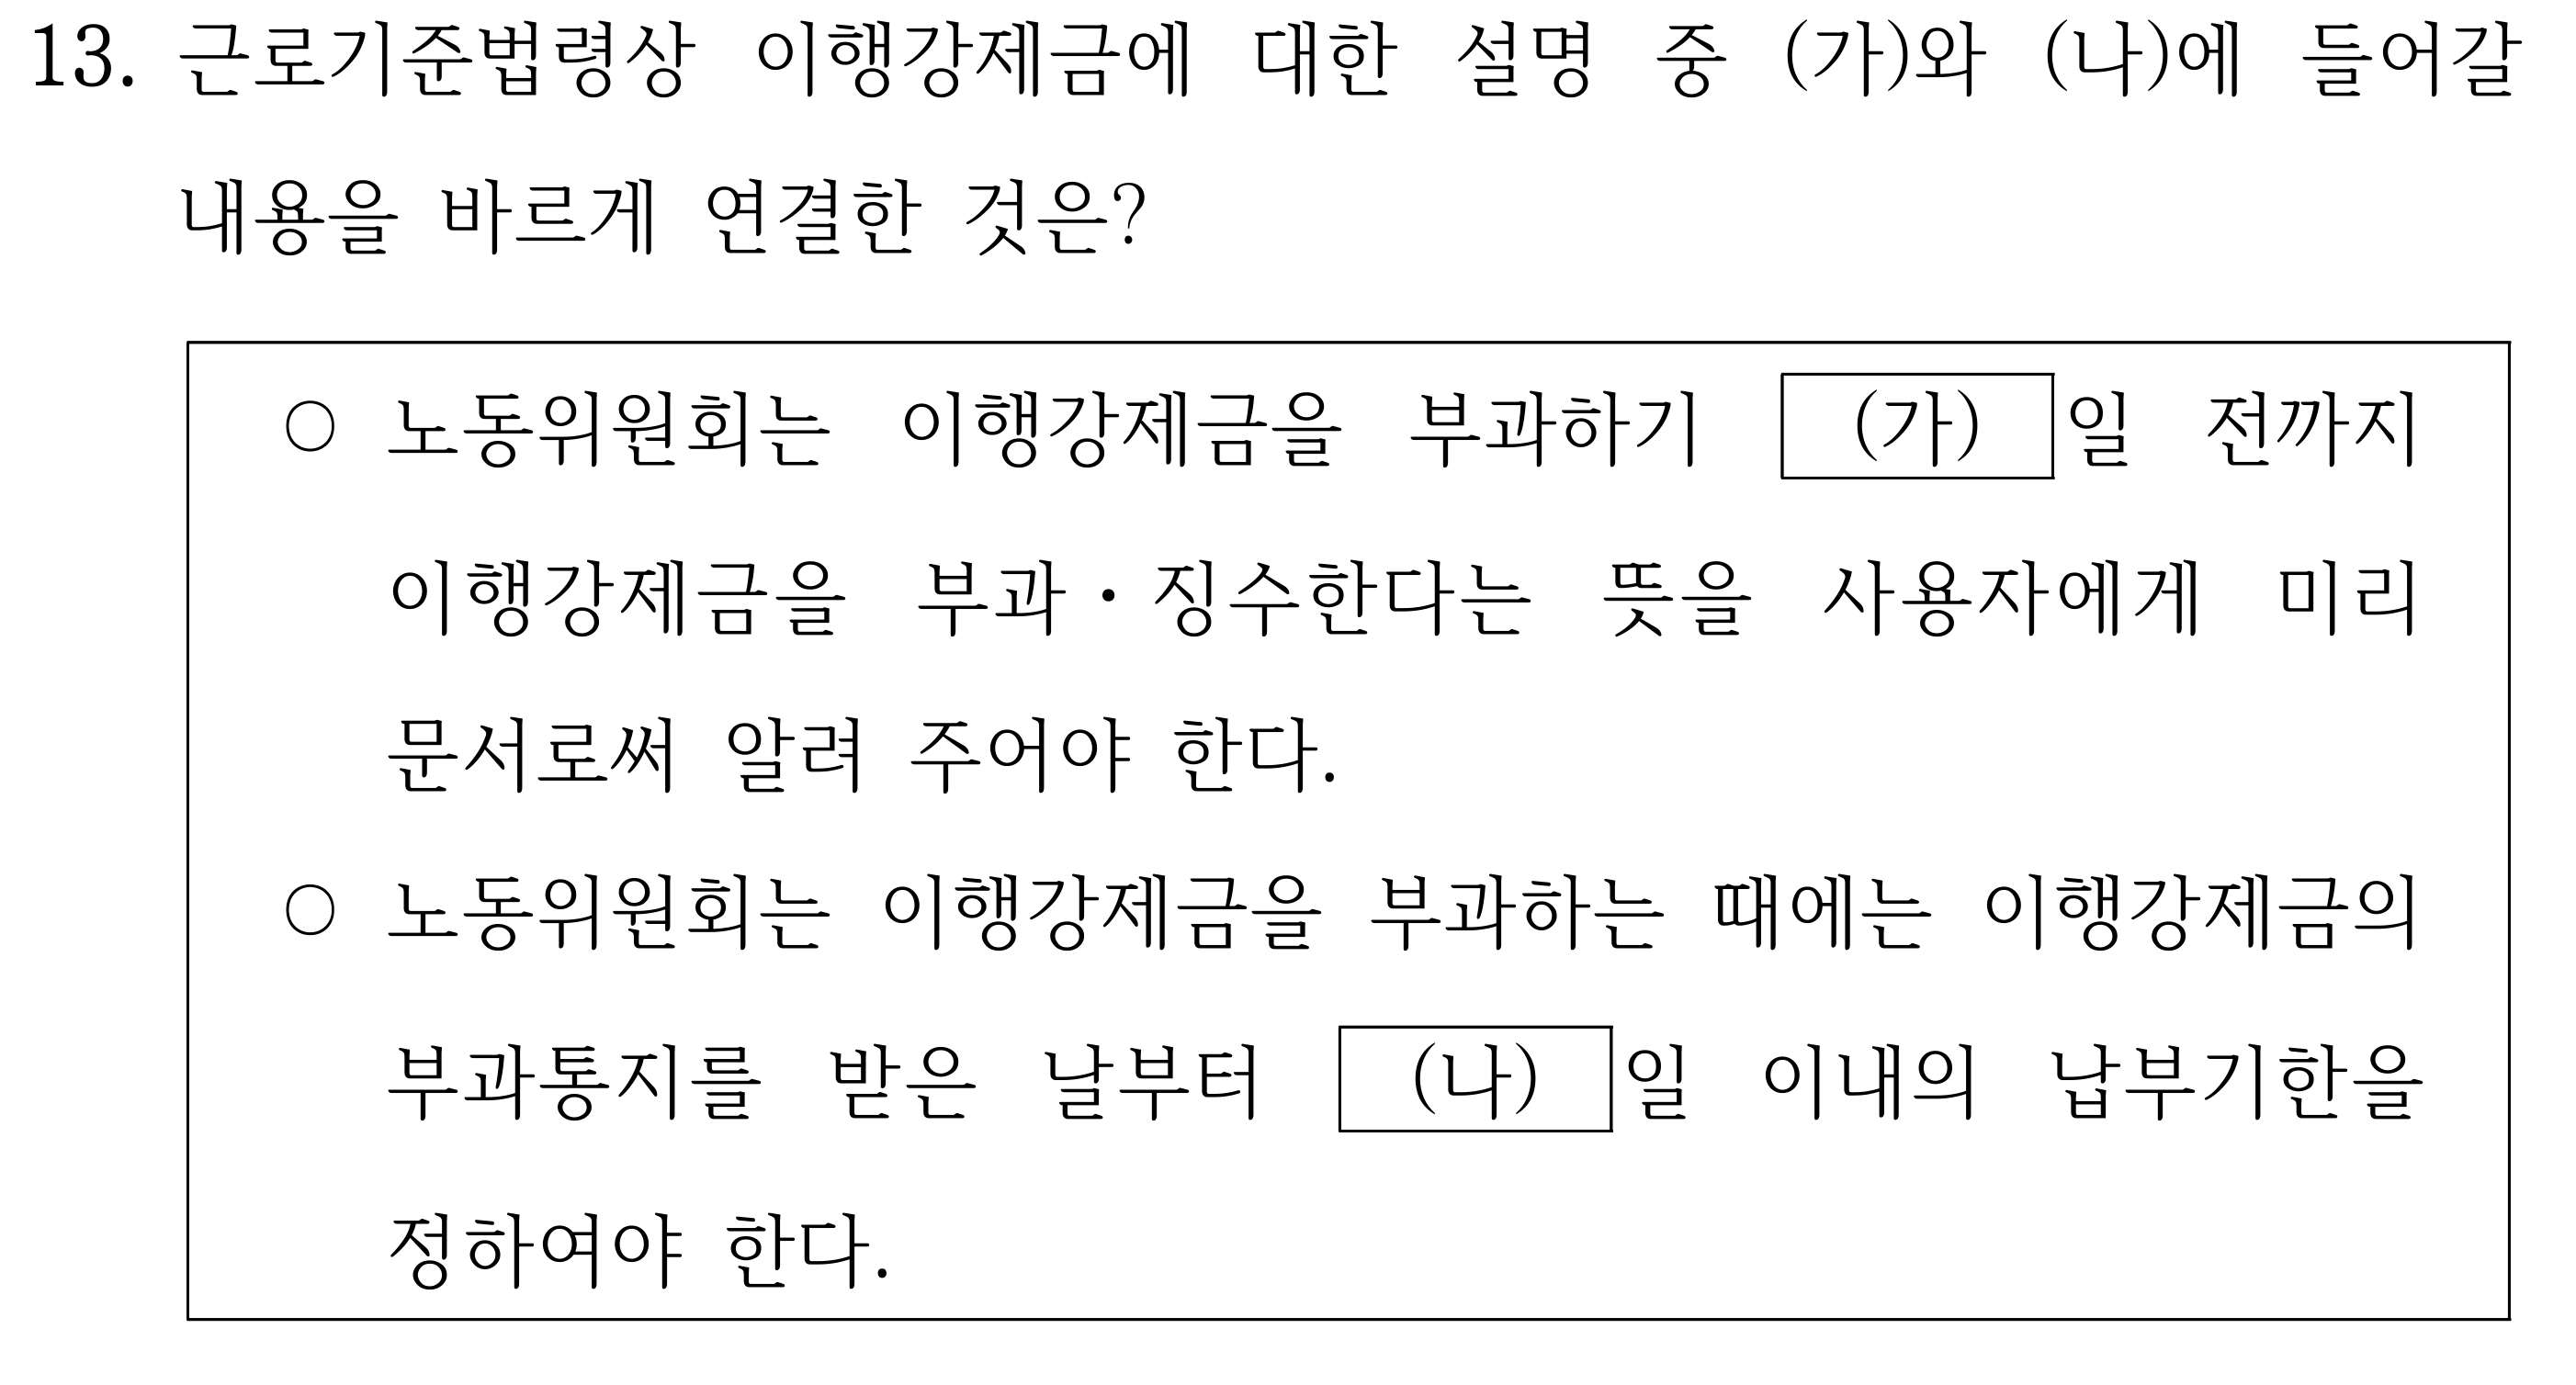 13. 근로기준법령상 이행강제금에 대한 설명 중 (가)와 (나)에 들어갈
내용을 바르게 연결한 것은?
○ 노동위원회는 이행강제금을 부과하기 (가) 일 전까지
이행강제금을 부과・징수한다는 뜻을 사용자에게 미리
문서로써 알려 주어야 한다.
○ 노동위원회는 이행강제금을 부과하는 때에는 이행강제금의
부과통지를 받은 날부터 (나) 일 이내의 납부기한을
정하여야 한다.